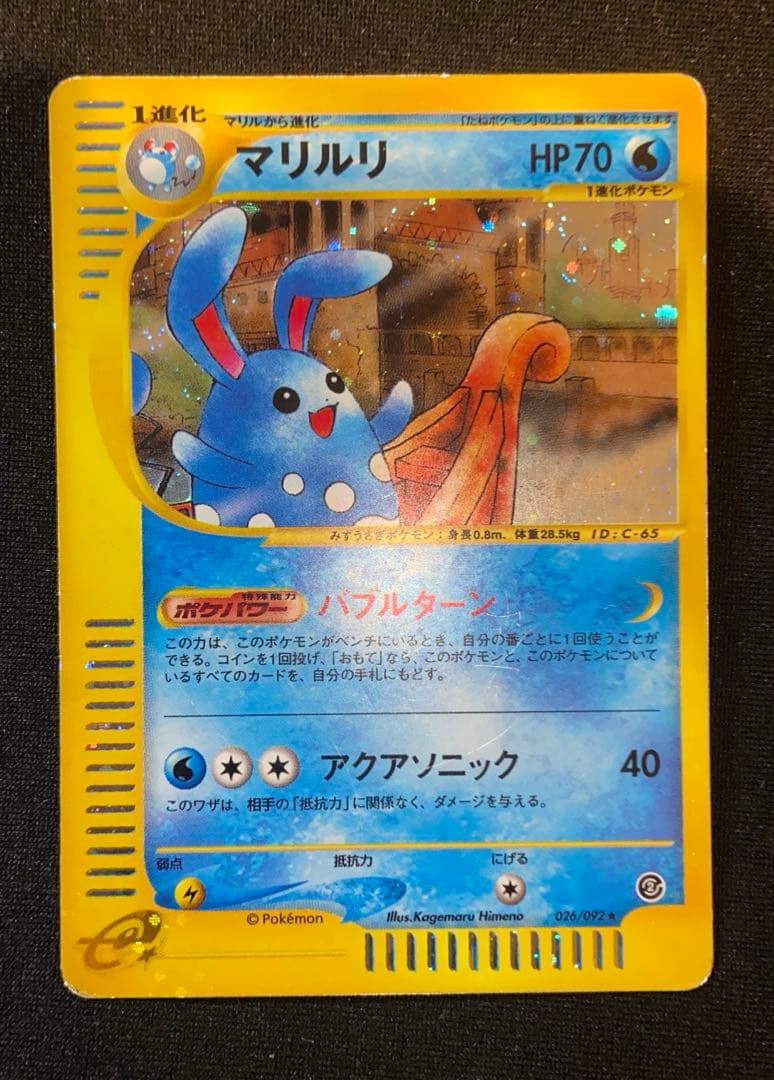 1進化
マリルから進化
「たねポケモン」の上に重ねて進化させます。
マリルリ
HP70
1進化ポケモン
みずうさぎポケモン：身長0.8m、体重28.5kg ID:C-65
特殊能力
ポケパワー
バブルターン
この力は、このポケモンがベンチにいるとき、自分の番ごとに1回使うことが
できる。コインを1回投げ、「おもて」なら、このポケモンと、このポケモンについて
いるすべてのカードを、自分の手札にもどす。
アクアソニック
40
このワザは、相手の「抵抗力」に関係なく、ダメージを与える。
弱点
抵抗力
にげる
© Pokémon
Illus.Kagemaru Himeno
026/092★